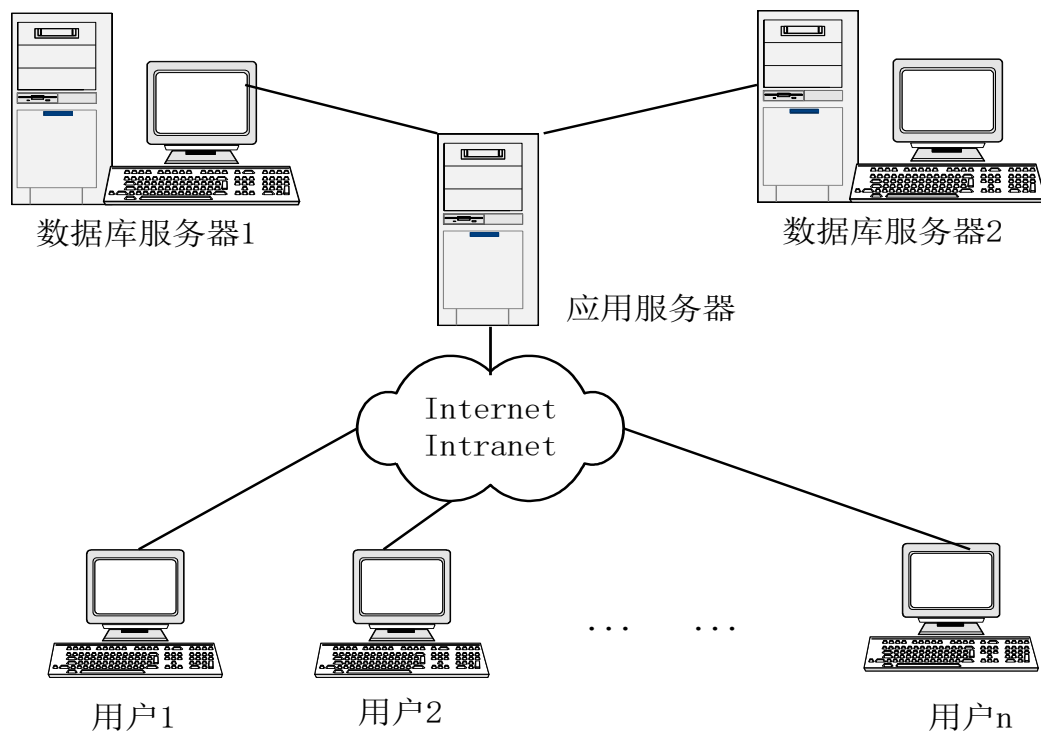 数据库服务器1
数据库服务器2
应用服务器
Internet
Intranet
... ...
用户1
用户2
用户n